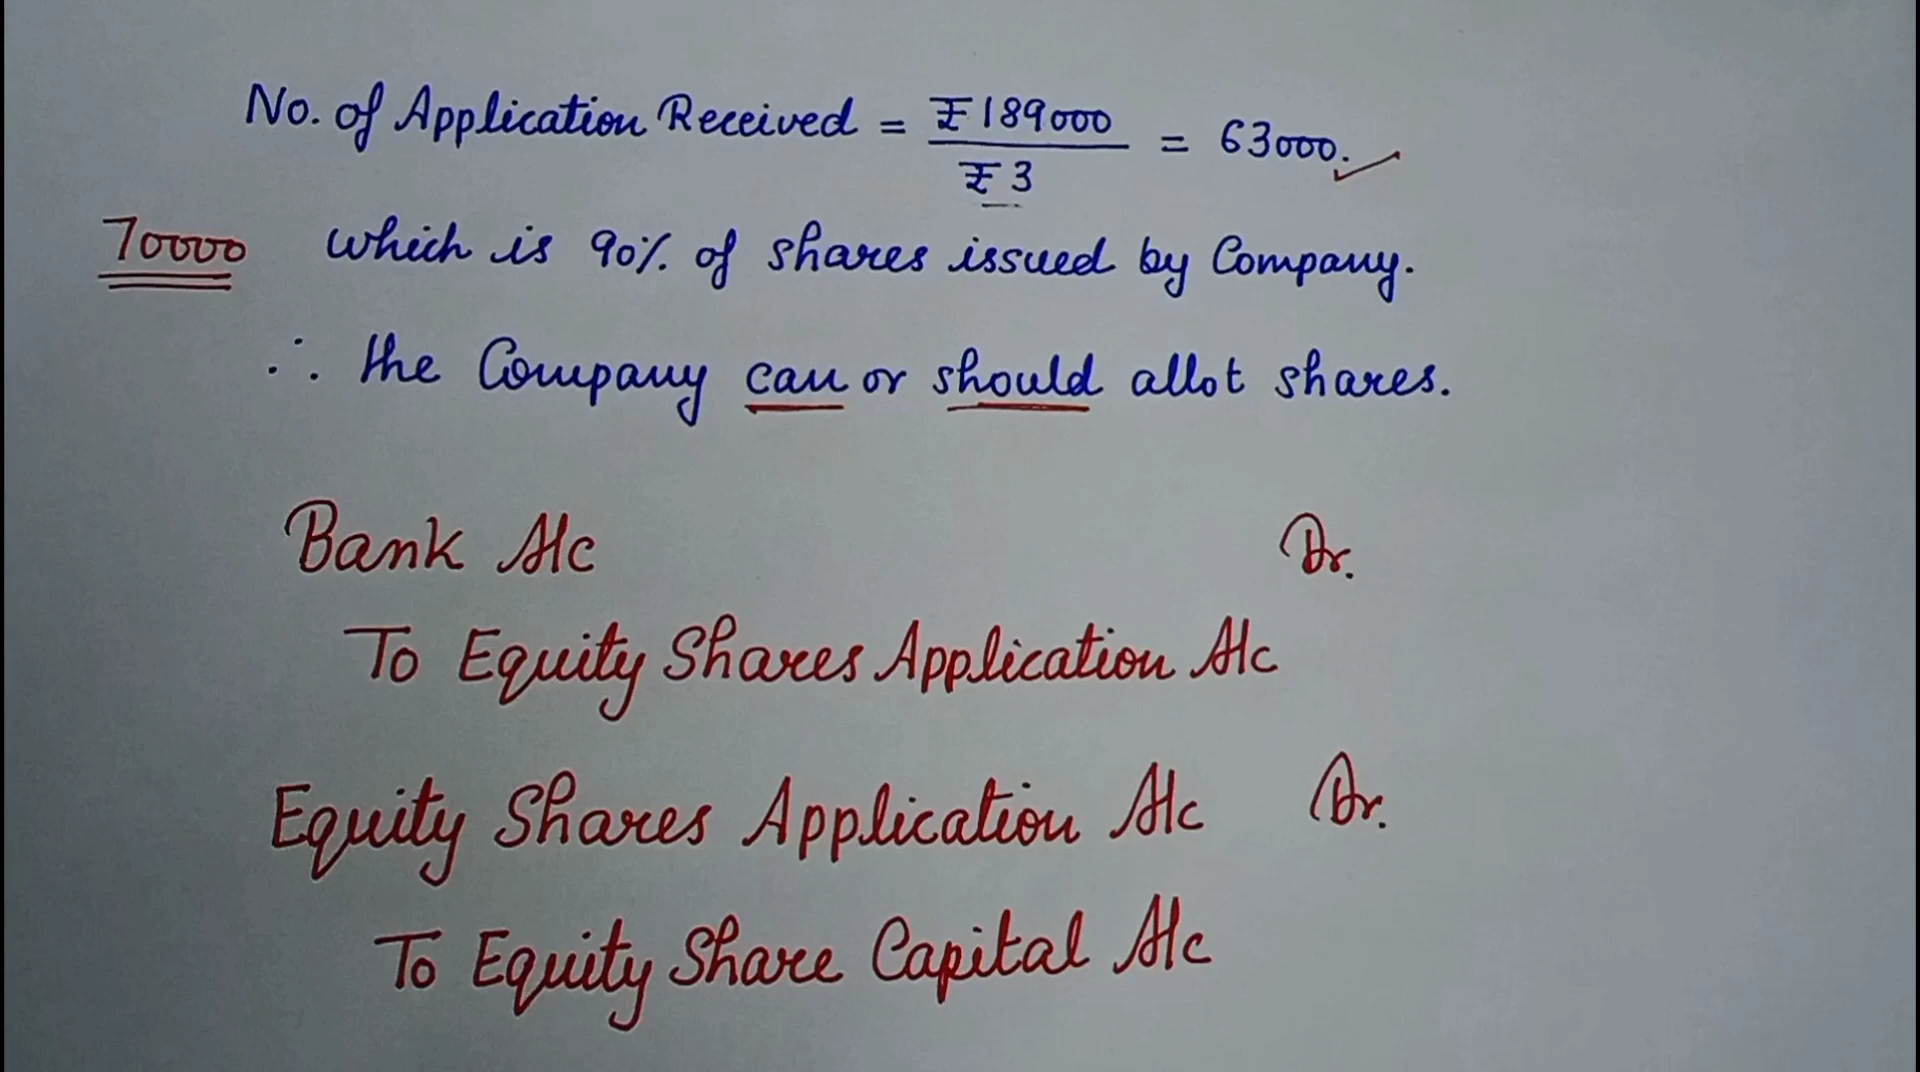 No. of Application Received = ₹189000 / ₹3 = 63000.
70000 which is 90% of shares issued by Company.
∴ the Company can or should allot shares.
Bank A/c Dr.
To Equity Shares Application A/c
Equity Shares Application A/c Dr.
To Equity Share Capital A/c